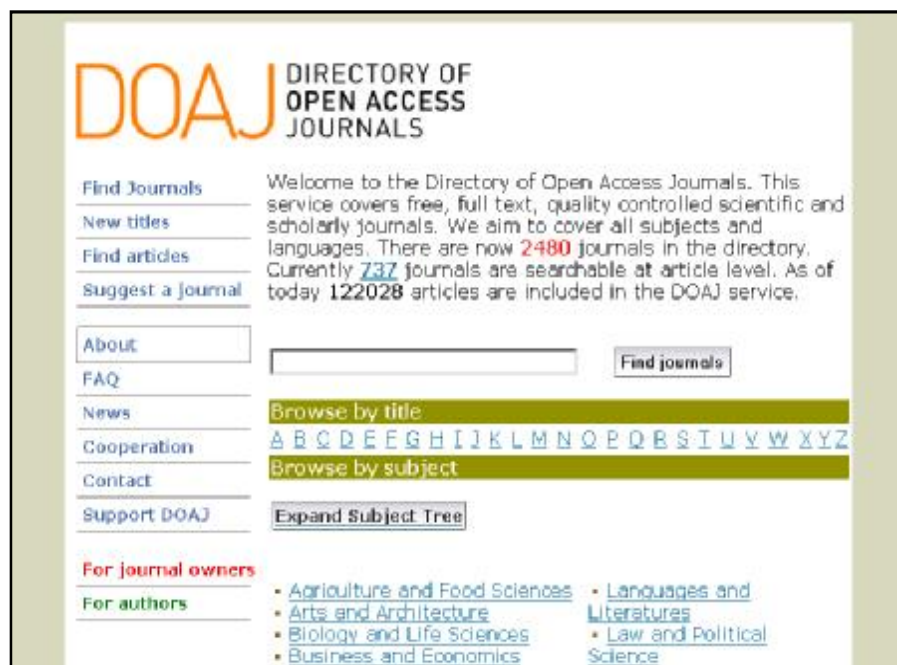 DOAJ
DIRECTORY OF
OPEN ACCESS
JOURNALS
Find Journals
New titles
Find articles
Suggest a journal
About
FAQ
News
Cooperation
Contact
Support DOAJ
For journal owners
For authors
Welcome to the Directory of Open Access Journals. This
service covers free, full text, quality controlled scientific and
scholarly journals. We aim to cover all subjects and
languages. There are now 2480 journals in the directory.
Currently 737 journals are searchable at article level. As of
today 122028 articles are included in the DOAJ service.
Find journals
Browse by title
A B C D E F G H I J K L M N O P Q R S T U V W X Y Z
Browse by subject
Expand Subject Tree
Agriculture and Food Sciences
Arts and Architecture
Biology and Life Sciences
Business and Economics
Languages and
Literatures
Law and Political
Science